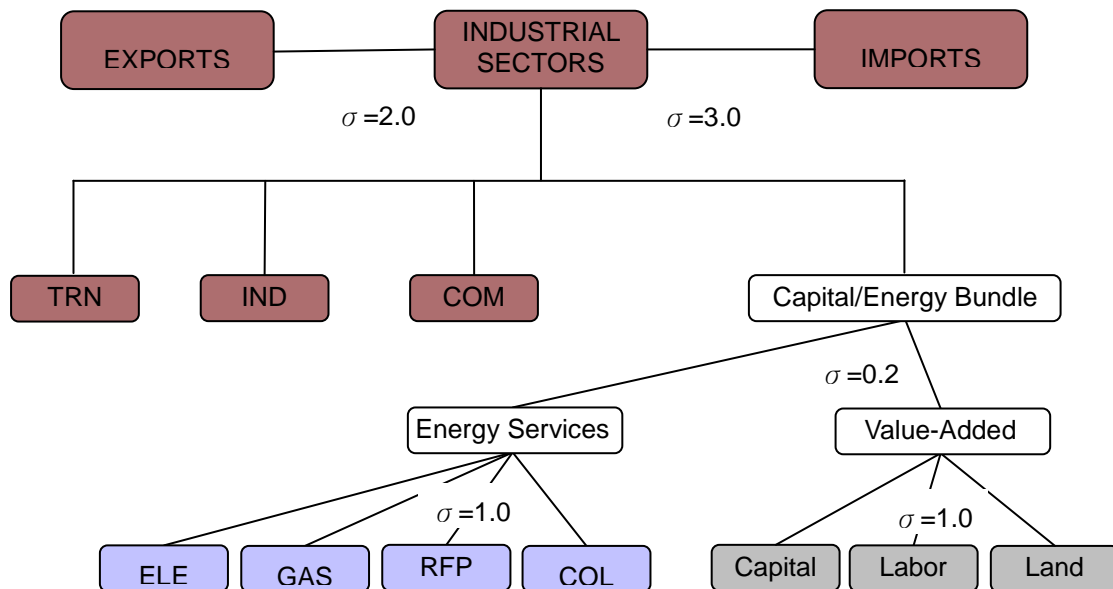 EXPORTS
INDUSTRIAL
SECTORS
IMPORTS
σ=2.0
σ=3.0
TRN
IND
COM
Capital/Energy Bundle
σ=0.2
Energy Services
Value-Added
σ=1.0
σ=1.0
ELE
GAS
RFP
COL
Capital
Labor
Land